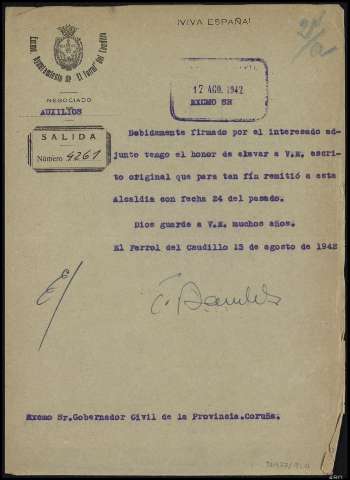 ¡VIVA ESPAÑA!
Excmo. Ayuntamiento de "El Ferrol del Caudillo
NEGOCIADO
AUXILIOS
17 AGO. 1942
EXCMO SR
SALIDA
Número 4261
Debidamente firmado por el interesado ad-
junto tengo el honor de elevar a V.E. escri-
to original que para tan fín remitió a esta
Alcaldia con fecha 24 del pasado.
Dios guarde a V.E. muchos años.
El Ferrol del Caudillo 15 de agosto de 1942
Excmo Sr.Gobernador Civil de la Provincia.Coruña.